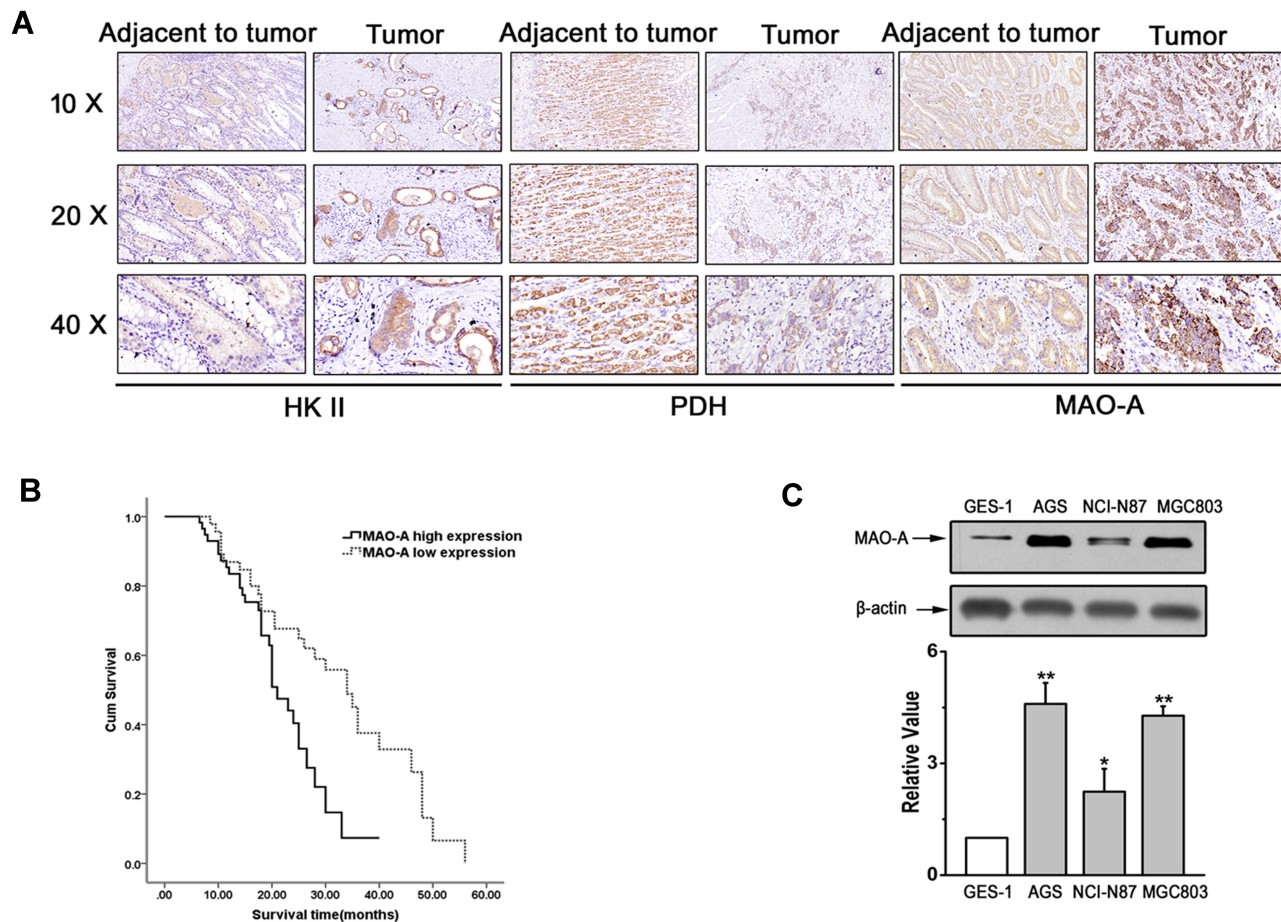 A
Adjacent to tumor Tumor Adjacent to tumor Tumor Adjacent to tumor Tumor
10 X
20 X
40 X
HK II PDH MAO-A
B
1.0
0.8
0.6
0.4
0.2
0.0
Cum Survival
MAO-A high expression
MAO-A low expression
.00 10.00 20.00 30.00 40.00 50.00 60.00
Survival time(months)
C
GES-1 AGS NCI-N87 MGC803
MAO-A
β-actin
6
3
0
Relative Value
** * **
GES-1 AGS NCI-N87 MGC803